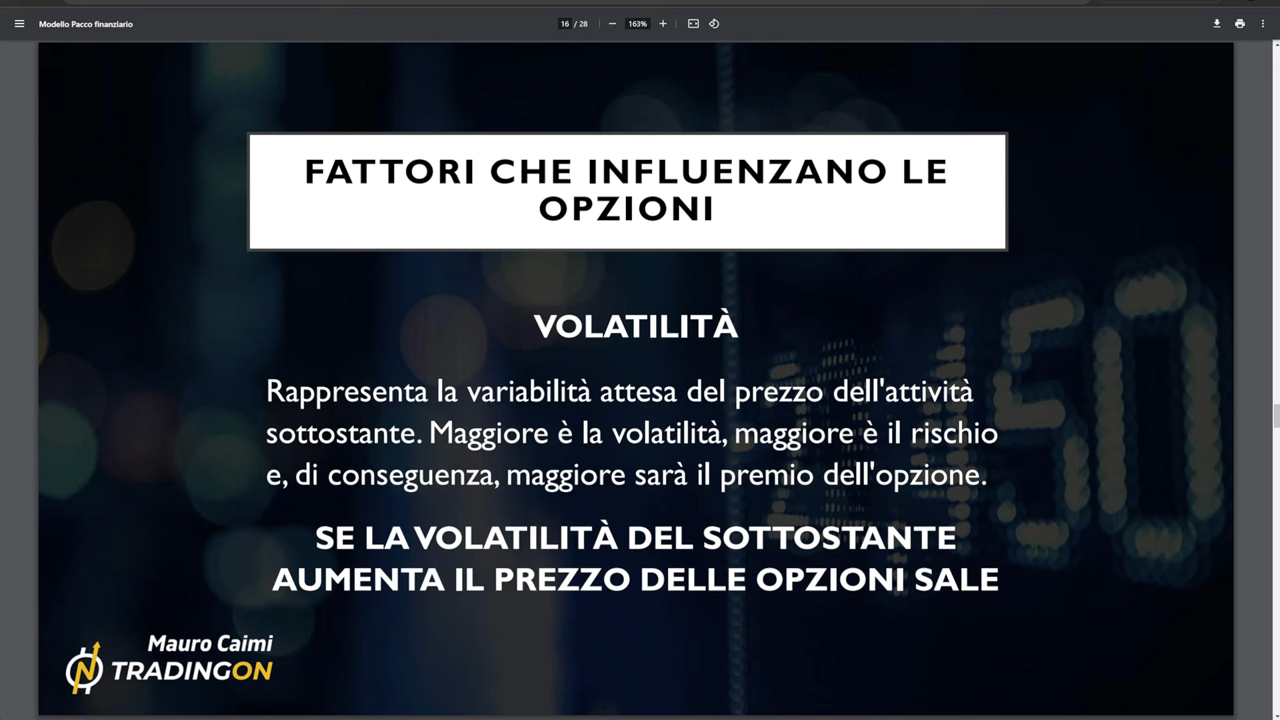 Modello Pacco finanziario
16 / 28
163%
FATTORI CHE INFLUENZANO LE
OPZIONI
VOLATILITÀ
Rappresenta la variabilità attesa del prezzo dell'attività
sottostante. Maggiore è la volatilità, maggiore è il rischio
e, di conseguenza, maggiore sarà il premio dell'opzione.
SE LA VOLATILITÀ DEL SOTTOSTANTE
AUMENTA IL PREZZO DELLE OPZIONI SALE
Mauro Caimi
TRADINGON